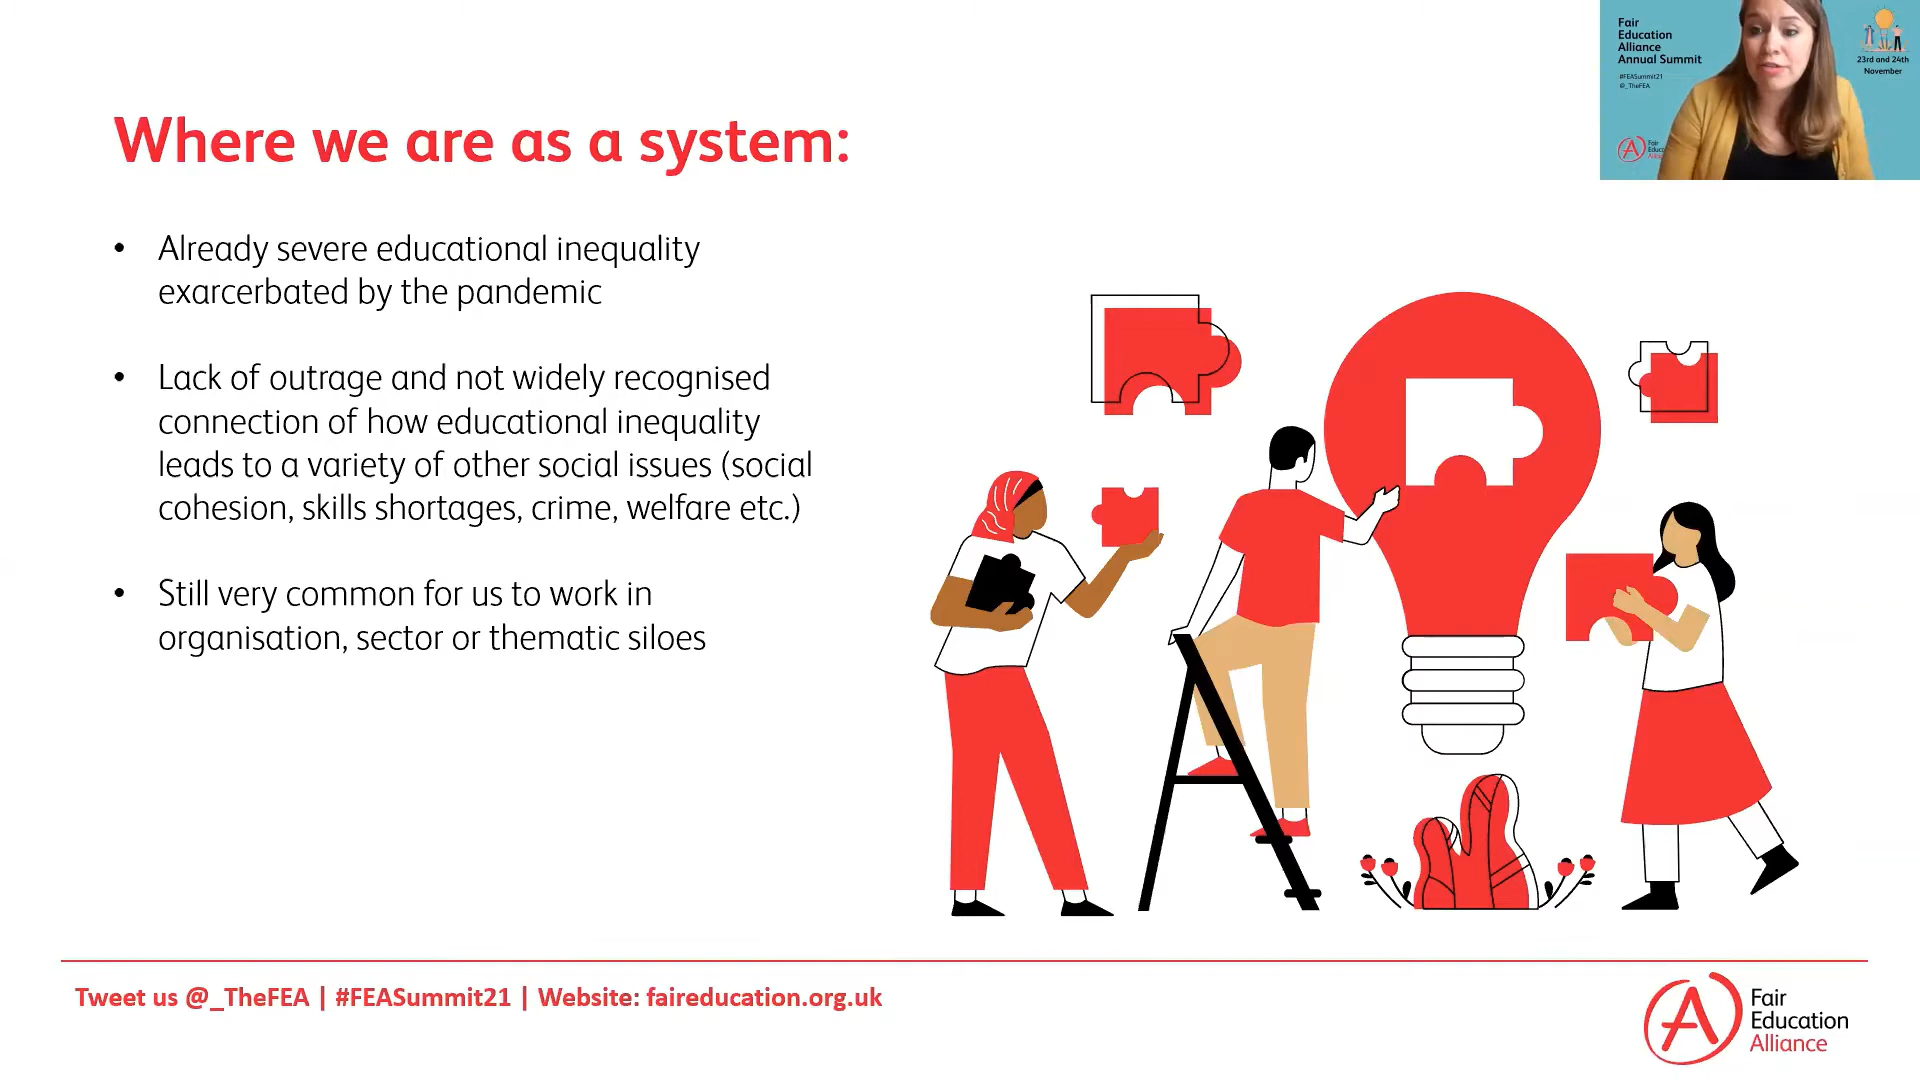 Where we are as a system:
• Already severe educational inequality
exarcerbated by the pandemic
• Lack of outrage and not widely recognised
connection of how educational inequality
leads to a variety of other social issues (social
cohesion, skills shortages, crime, welfare etc.)
• Still very common for us to work in
organisation, sector or thematic siloes
Fair
Education
Alliance
Annual Summit
#FEASummit21
@_TheFEA
23rd and 24th
November
Fair
Tweet us @_TheFEA | #FEASummit21 | Website: faireducation.org.uk
Fair
Education
Alliance